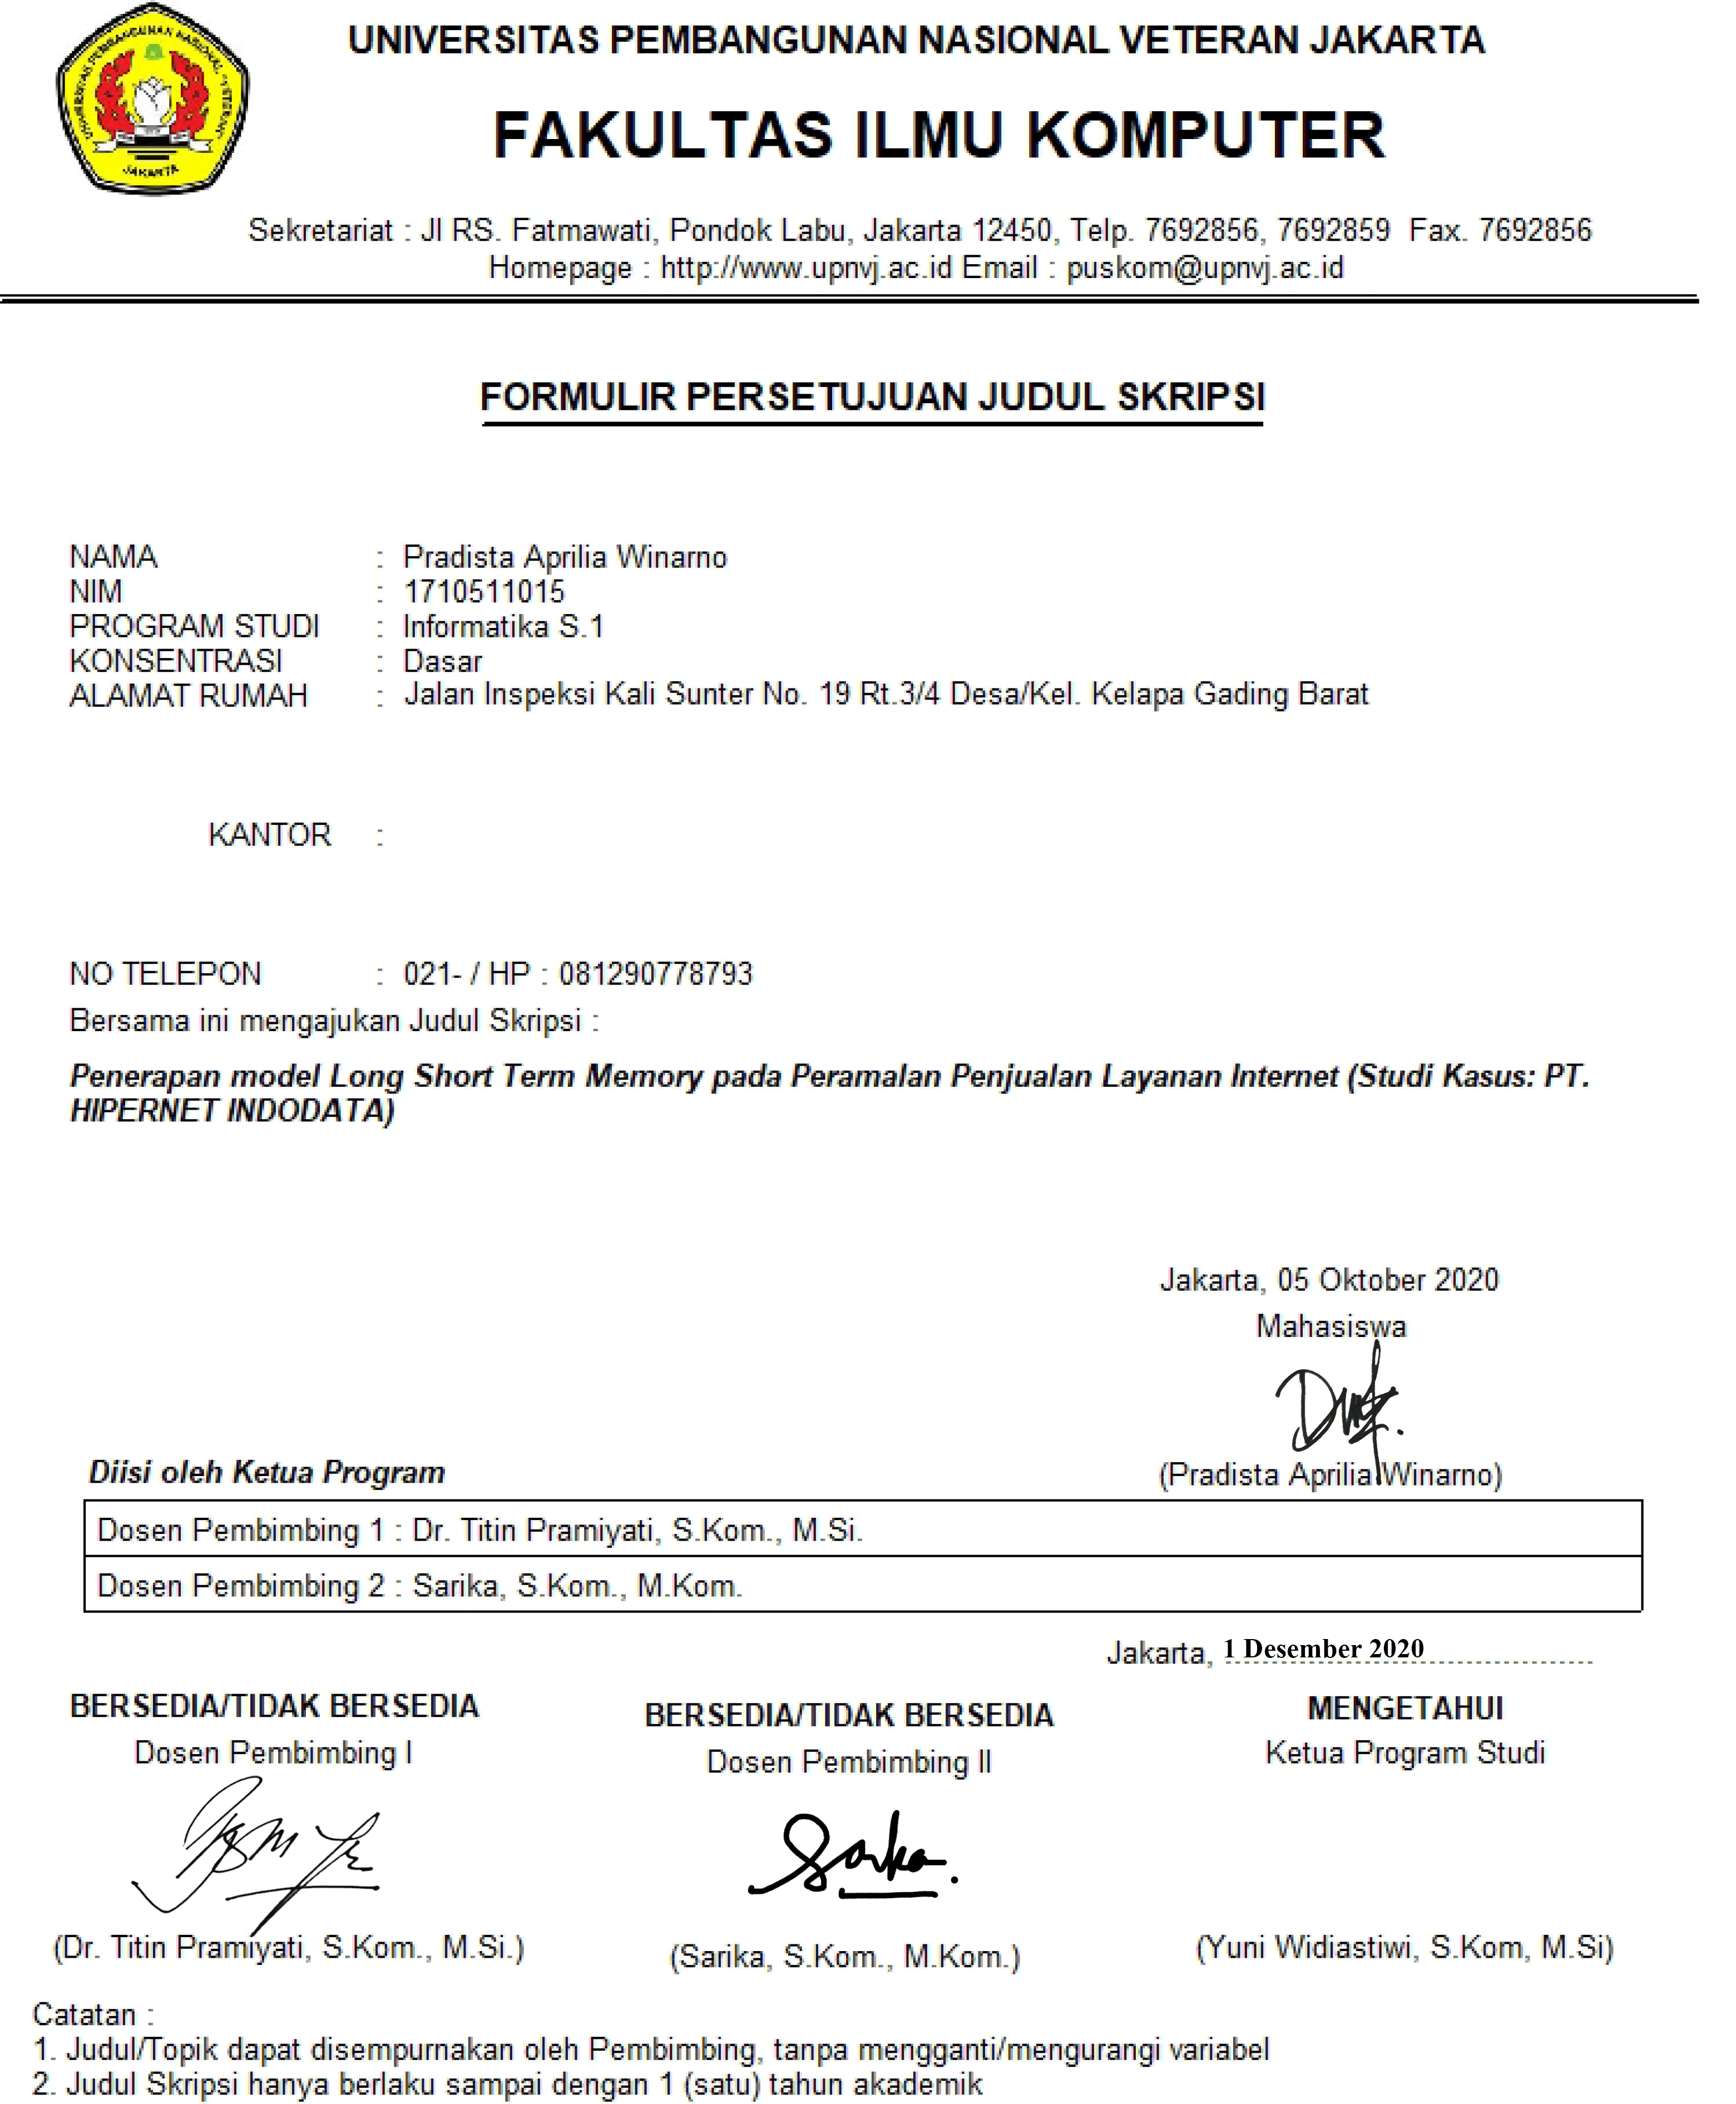 UNIVERSITAS PEMBANGUNAN NASIONAL VETERAN JAKARTA
FAKULTAS ILMU KOMPUTER
UNIVERSITAS PEMBANGUNAN NASIONAL "VETERAN"
JAKARTA
Sekretariat : Jl RS. Fatmawati, Pondok Labu, Jakarta 12450, Telp. 7692856, 7692859 Fax. 7692856
Homepage : http://www.upnvj.ac.id Email : puskom@upnvj.ac.id
FORMULIR PERSETUJUAN JUDUL SKRIPSI
NAMA : Pradista Aprilia Winarno
NIM : 1710511015
PROGRAM STUDI : Informatika S.1
KONSENTRASI : Dasar
ALAMAT RUMAH : Jalan Inspeksi Kali Sunter No. 19 Rt.3/4 Desa/Kel. Kelapa Gading Barat
KANTOR :
NO TELEPON : 021- / HP : 081290778793
Bersama ini mengajukan Judul Skripsi :
Penerapan model Long Short Term Memory pada Peramalan Penjualan Layanan Internet (Studi Kasus: PT.
HIPERNET INDODATA)
Jakarta, 05 Oktober 2020
Mahasiswa
Diisi oleh Ketua Program
(Pradista Aprilia Winarno)
Dosen Pembimbing 1 : Dr. Titin Pramiyati, S.Kom., M.Si.
Dosen Pembimbing 2 : Sarika, S.Kom., M.Kom.
Jakarta, 1 Desember 2020
BERSEDIA/TIDAK BERSEDIA
Dosen Pembimbing I
(Dr. Titin Pramiyati, S.Kom., M.Si.)
BERSEDIA/TIDAK BERSEDIA
Dosen Pembimbing II
(Sarika, S.Kom., M.Kom.)
MENGETAHUI
Ketua Program Studi
(Yuni Widiastiwi, S.Kom, M.Si)
Catatan :
1. Judul/Topik dapat disempurnakan oleh Pembimbing, tanpa mengganti/mengurangi variabel
2. Judul Skripsi hanya berlaku sampai dengan 1 (satu) tahun akademik